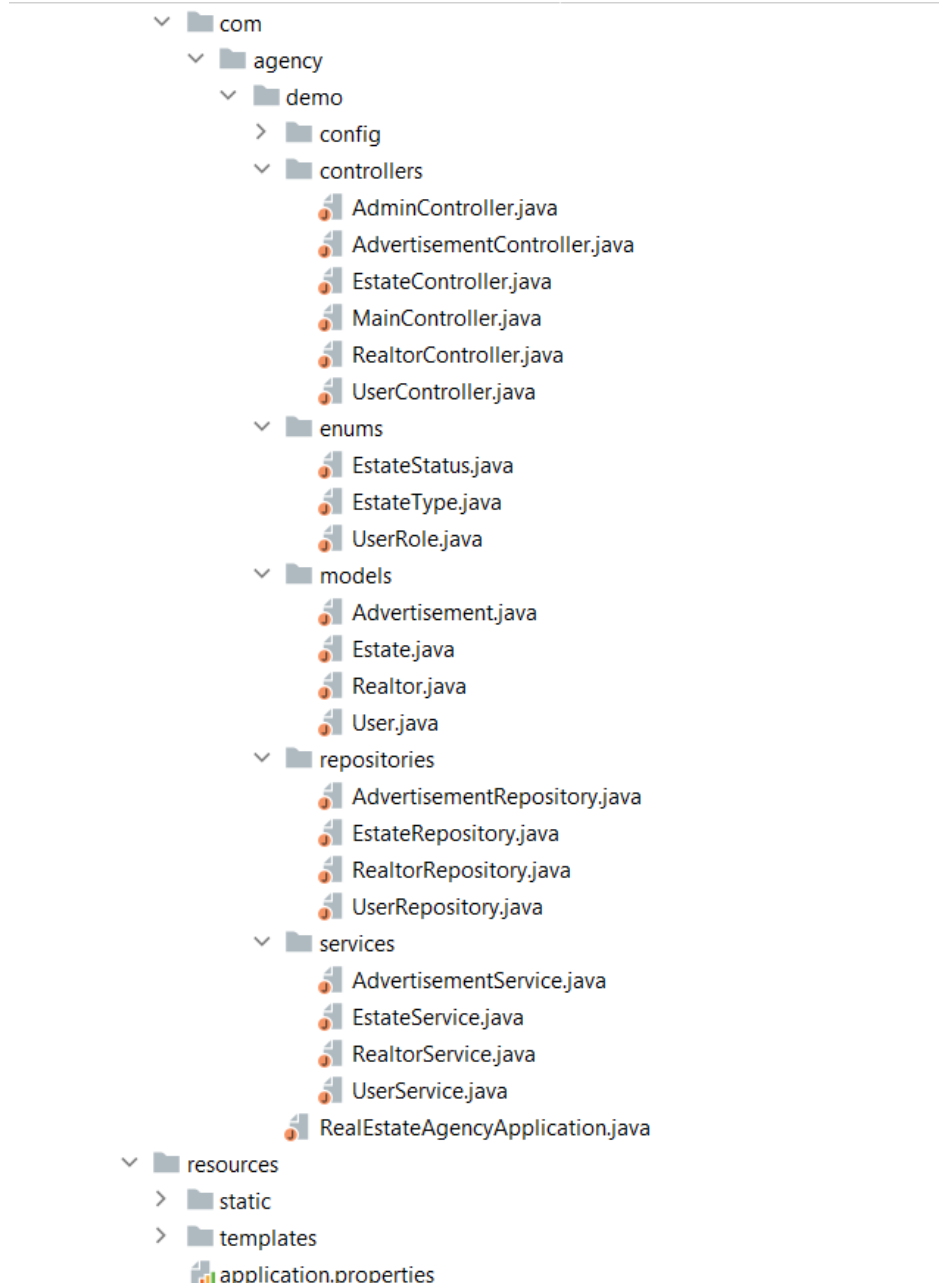 com
agency
demo
config
controllers
AdminController.java
AdvertisementController.java
EstateController.java
MainController.java
RealtorController.java
UserController.java
enums
EstateStatus.java
EstateType.java
UserRole.java
models
Advertisement.java
Estate.java
Realtor.java
User.java
repositories
AdvertisementRepository.java
EstateRepository.java
RealtorRepository.java
UserRepository.java
services
AdvertisementService.java
EstateService.java
RealtorService.java
UserService.java
RealEstateAgencyApplication.java
resources
static
templates
application.properties